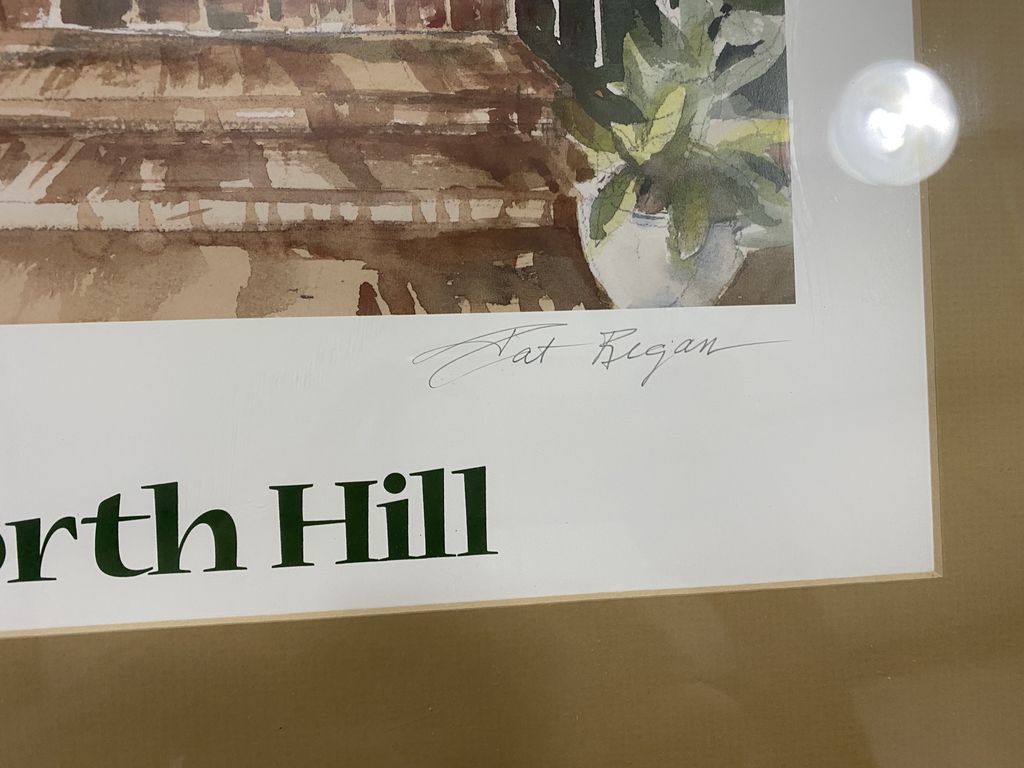 Pat Regan
orth Hill